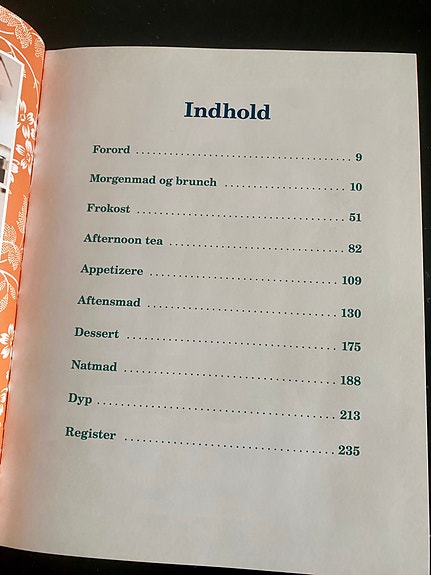 Indhold
Forord 9
Morgenmad og brunch 10
Frokost 51
Afternoon tea 82
Appetizere 109
Aftensmad 130
Dessert 175
Natmad 188
Dyp 213
Register 235